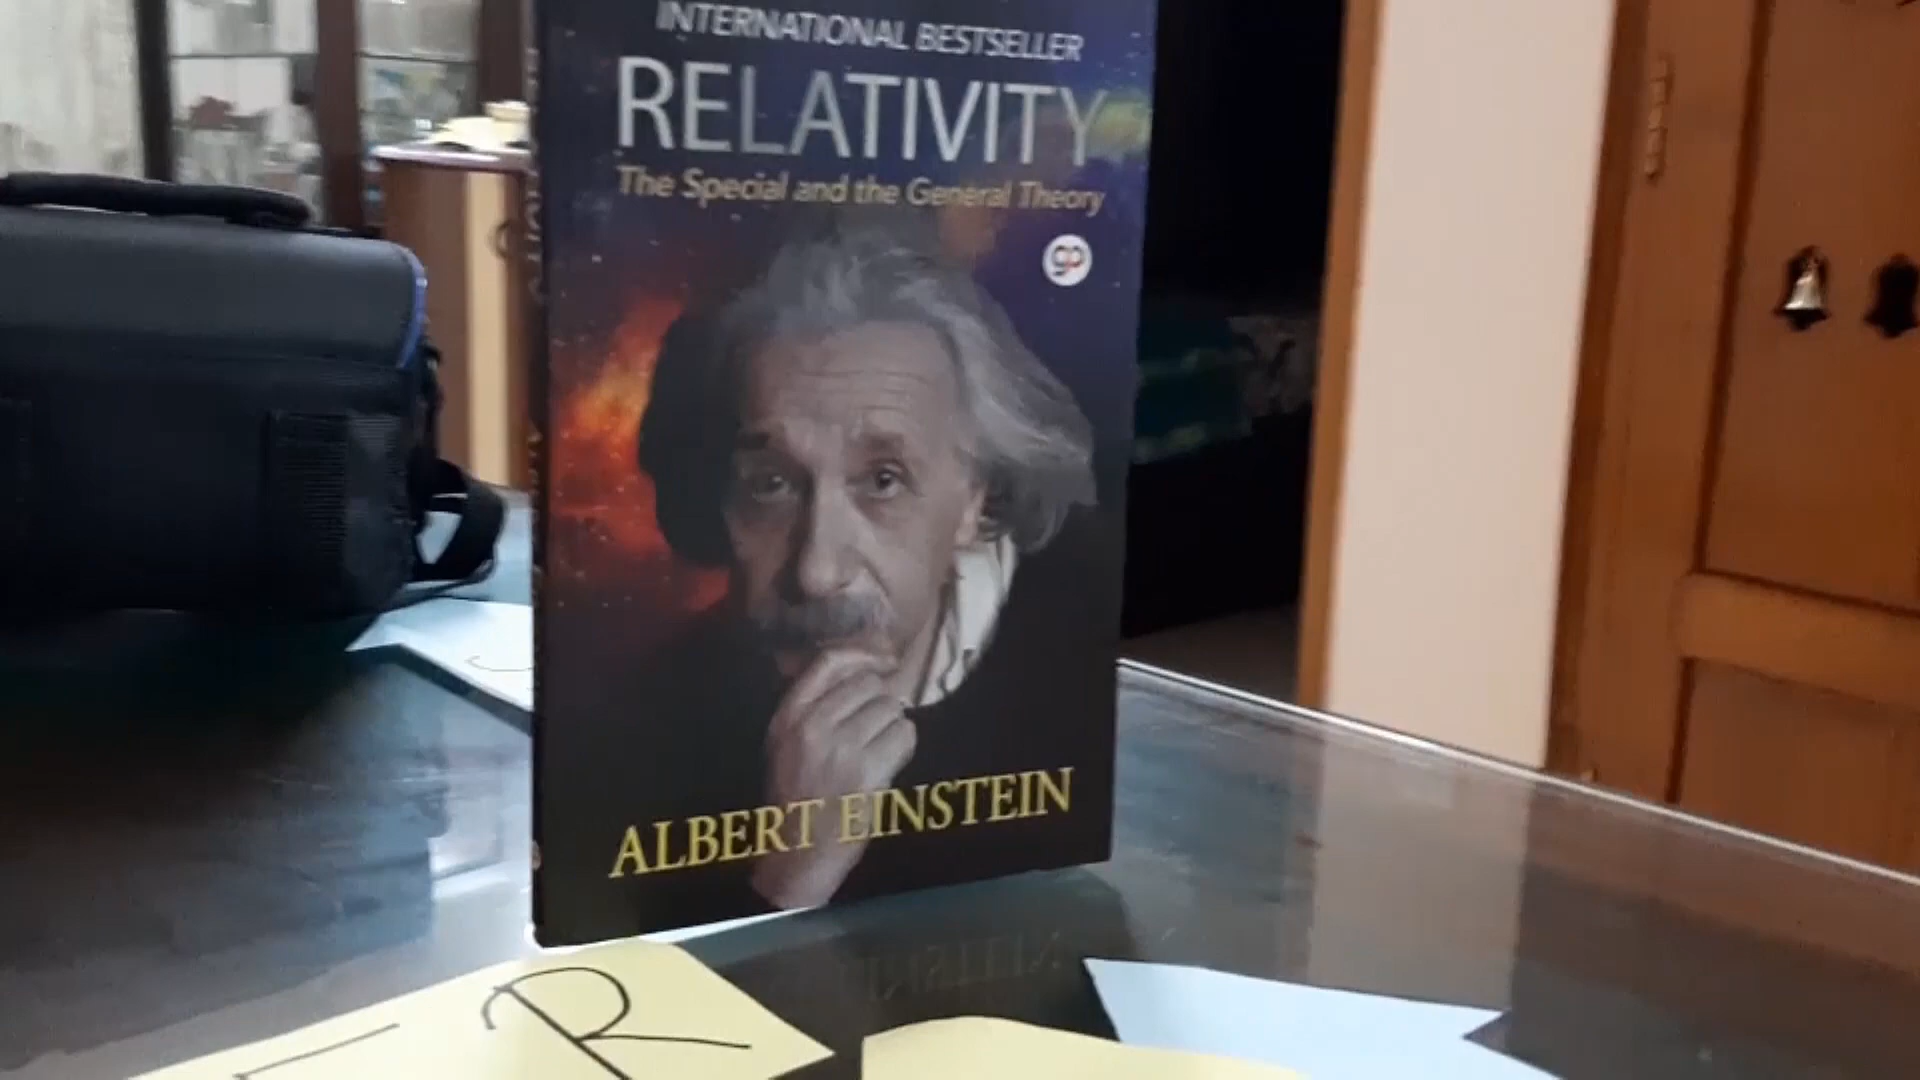 INTERNATIONAL BESTSELLER
RELATIVITY
The Special and the General Theory
gp
ALBERT EINSTEIN
R